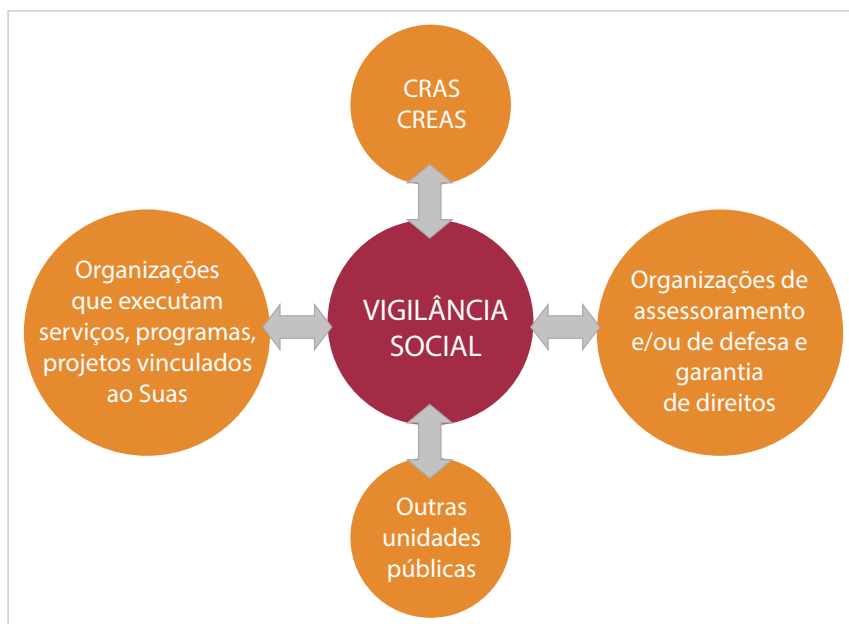 CRAS
CREAS
Organizações
que executam
serviços, programas,
projetos vinculados
ao Suas
VIGILÂNCIA
SOCIAL
Organizações de
assessoramento
e/ou de defesa e
garantia
de direitos
Outras
unidades
públicas